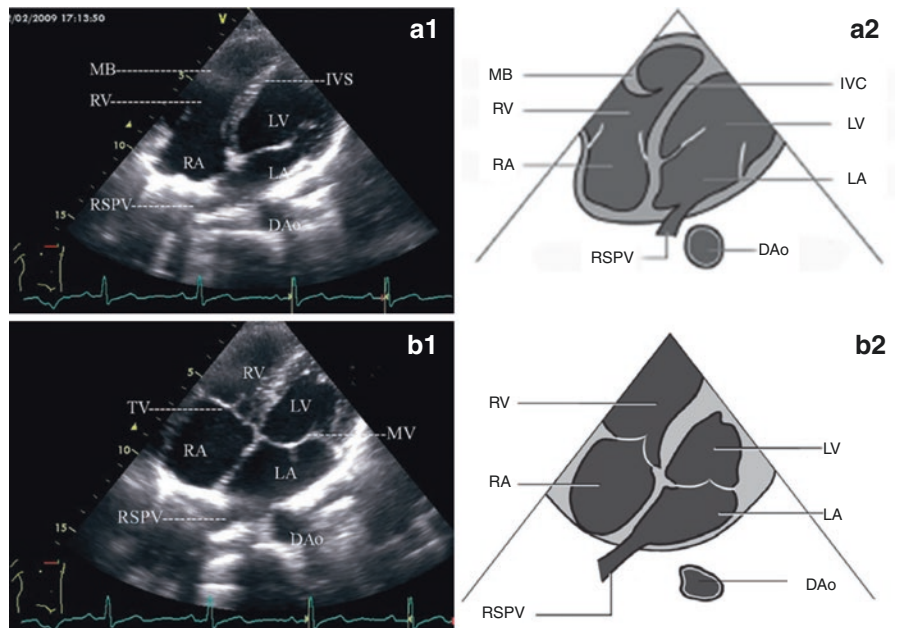 /02/2009 17:13:50
V
a1
MB
5
IVS
RV
LV
10
RA
LA
RSPV
15
DAo
a2
MB
IVC
RV
LV
RA
LA
RSPV
DAo
b1
5
RV
TV
LV
MV
10
RA
LA
RSPV
15
DAo
b2
RV
LV
RA
LA
DAo
RSPV